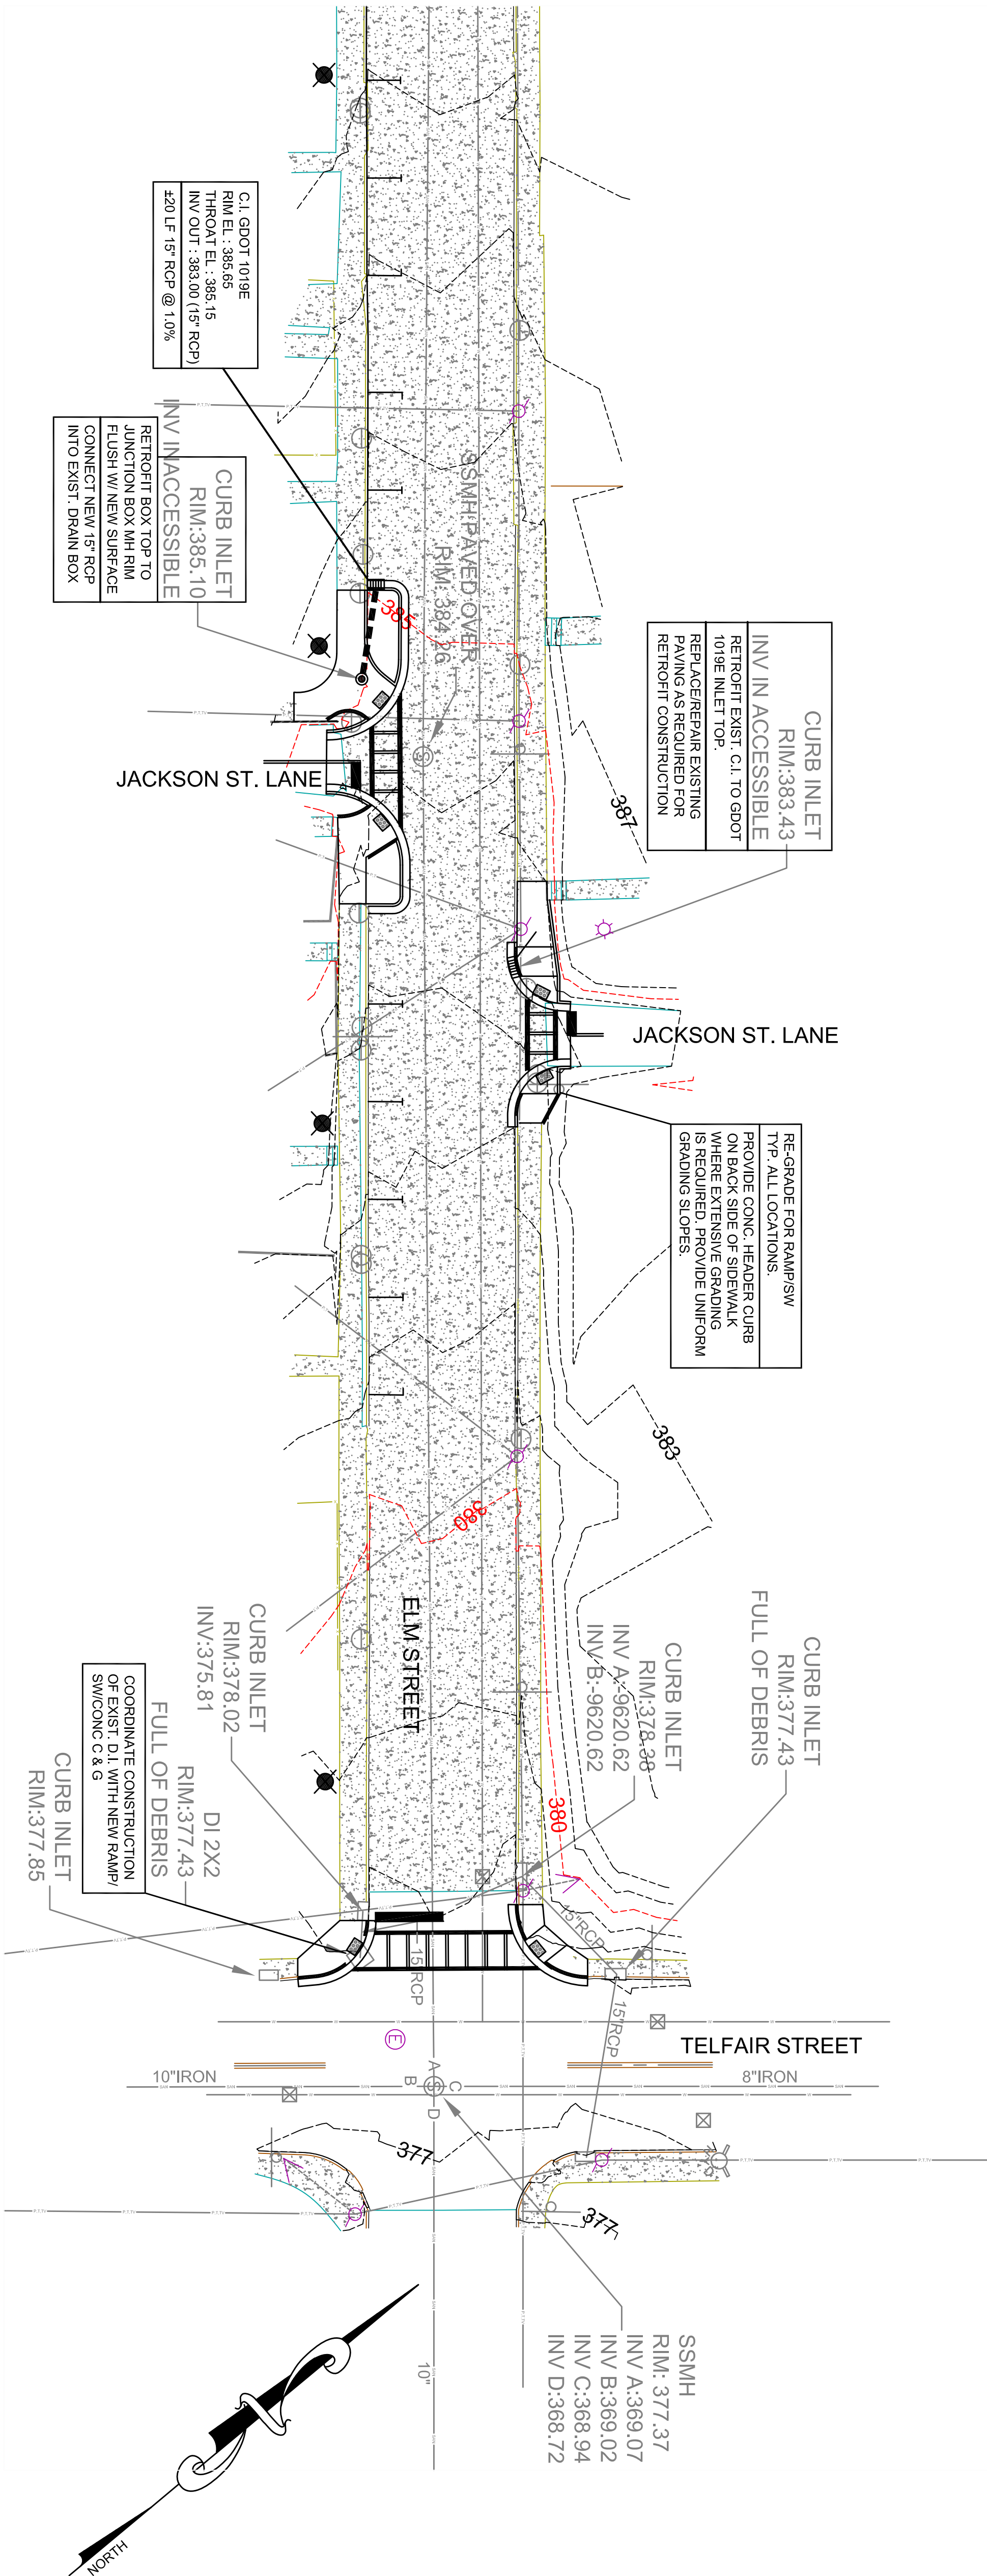 C.I. GDOT 1019E
RIM EL : 385.65
THROAT EL : 385.15
INV OUT : 383.00 (15" RCP)
±20 LF 15" RCP @ 1.0%
CURB INLET
RIM:385.10
INV INACCESSIBLE
RETROFIT BOX TOP TO
JUNCTION BOX MH RIM
FLUSH W/ NEW SURFACE
CONNECT NEW 15" RCP
INTO EXIST. DRAIN BOX
SSMH PAVED OVER
RIM: 384.26
385
JACKSON ST. LANE
CURB INLET
RIM:383.43
INV IN ACCESSIBLE
RETROFIT EXIST. C.I. TO GDOT
1019E INLET TOP.
REPLACE/REPAIR EXISTING
PAVING AS REQUIRED FOR
RETROFIT CONSTRUCTION
387
JACKSON ST. LANE
RE-GRADE FOR RAMP/SW
TYP. ALL LOCATIONS.
PROVIDE CONC. HEADER CURB
ON BACK SIDE OF SIDEWALK
WHERE EXTENSIVE GRADING
IS REQUIRED. PROVIDE UNIFORM
GRADING SLOPES.
383
380
ELM STREET
CURB INLET
RIM:377.43
FULL OF DEBRIS
CURB INLET
RIM:378.38
INV A:-9620.62
INV B:-9620.62
380
CURB INLET
RIM:378.02
INV:375.81
DI 2X2
RIM:377.43
FULL OF DEBRIS
COORDINATE CONSTRUCTION
OF EXIST. D.I. WITH NEW RAMP/
SW/CONC C & G
CURB INLET
RIM:377.85
15"RCP
15"RCP
15"RCP
TELFAIR STREET
E
10"IRON
8"IRON
A
B
C
D
S
377
377
SSMH
RIM: 377.37
INV A:369.07
INV B:369.02
INV C:368.94
INV D:368.72
10"
NORTH